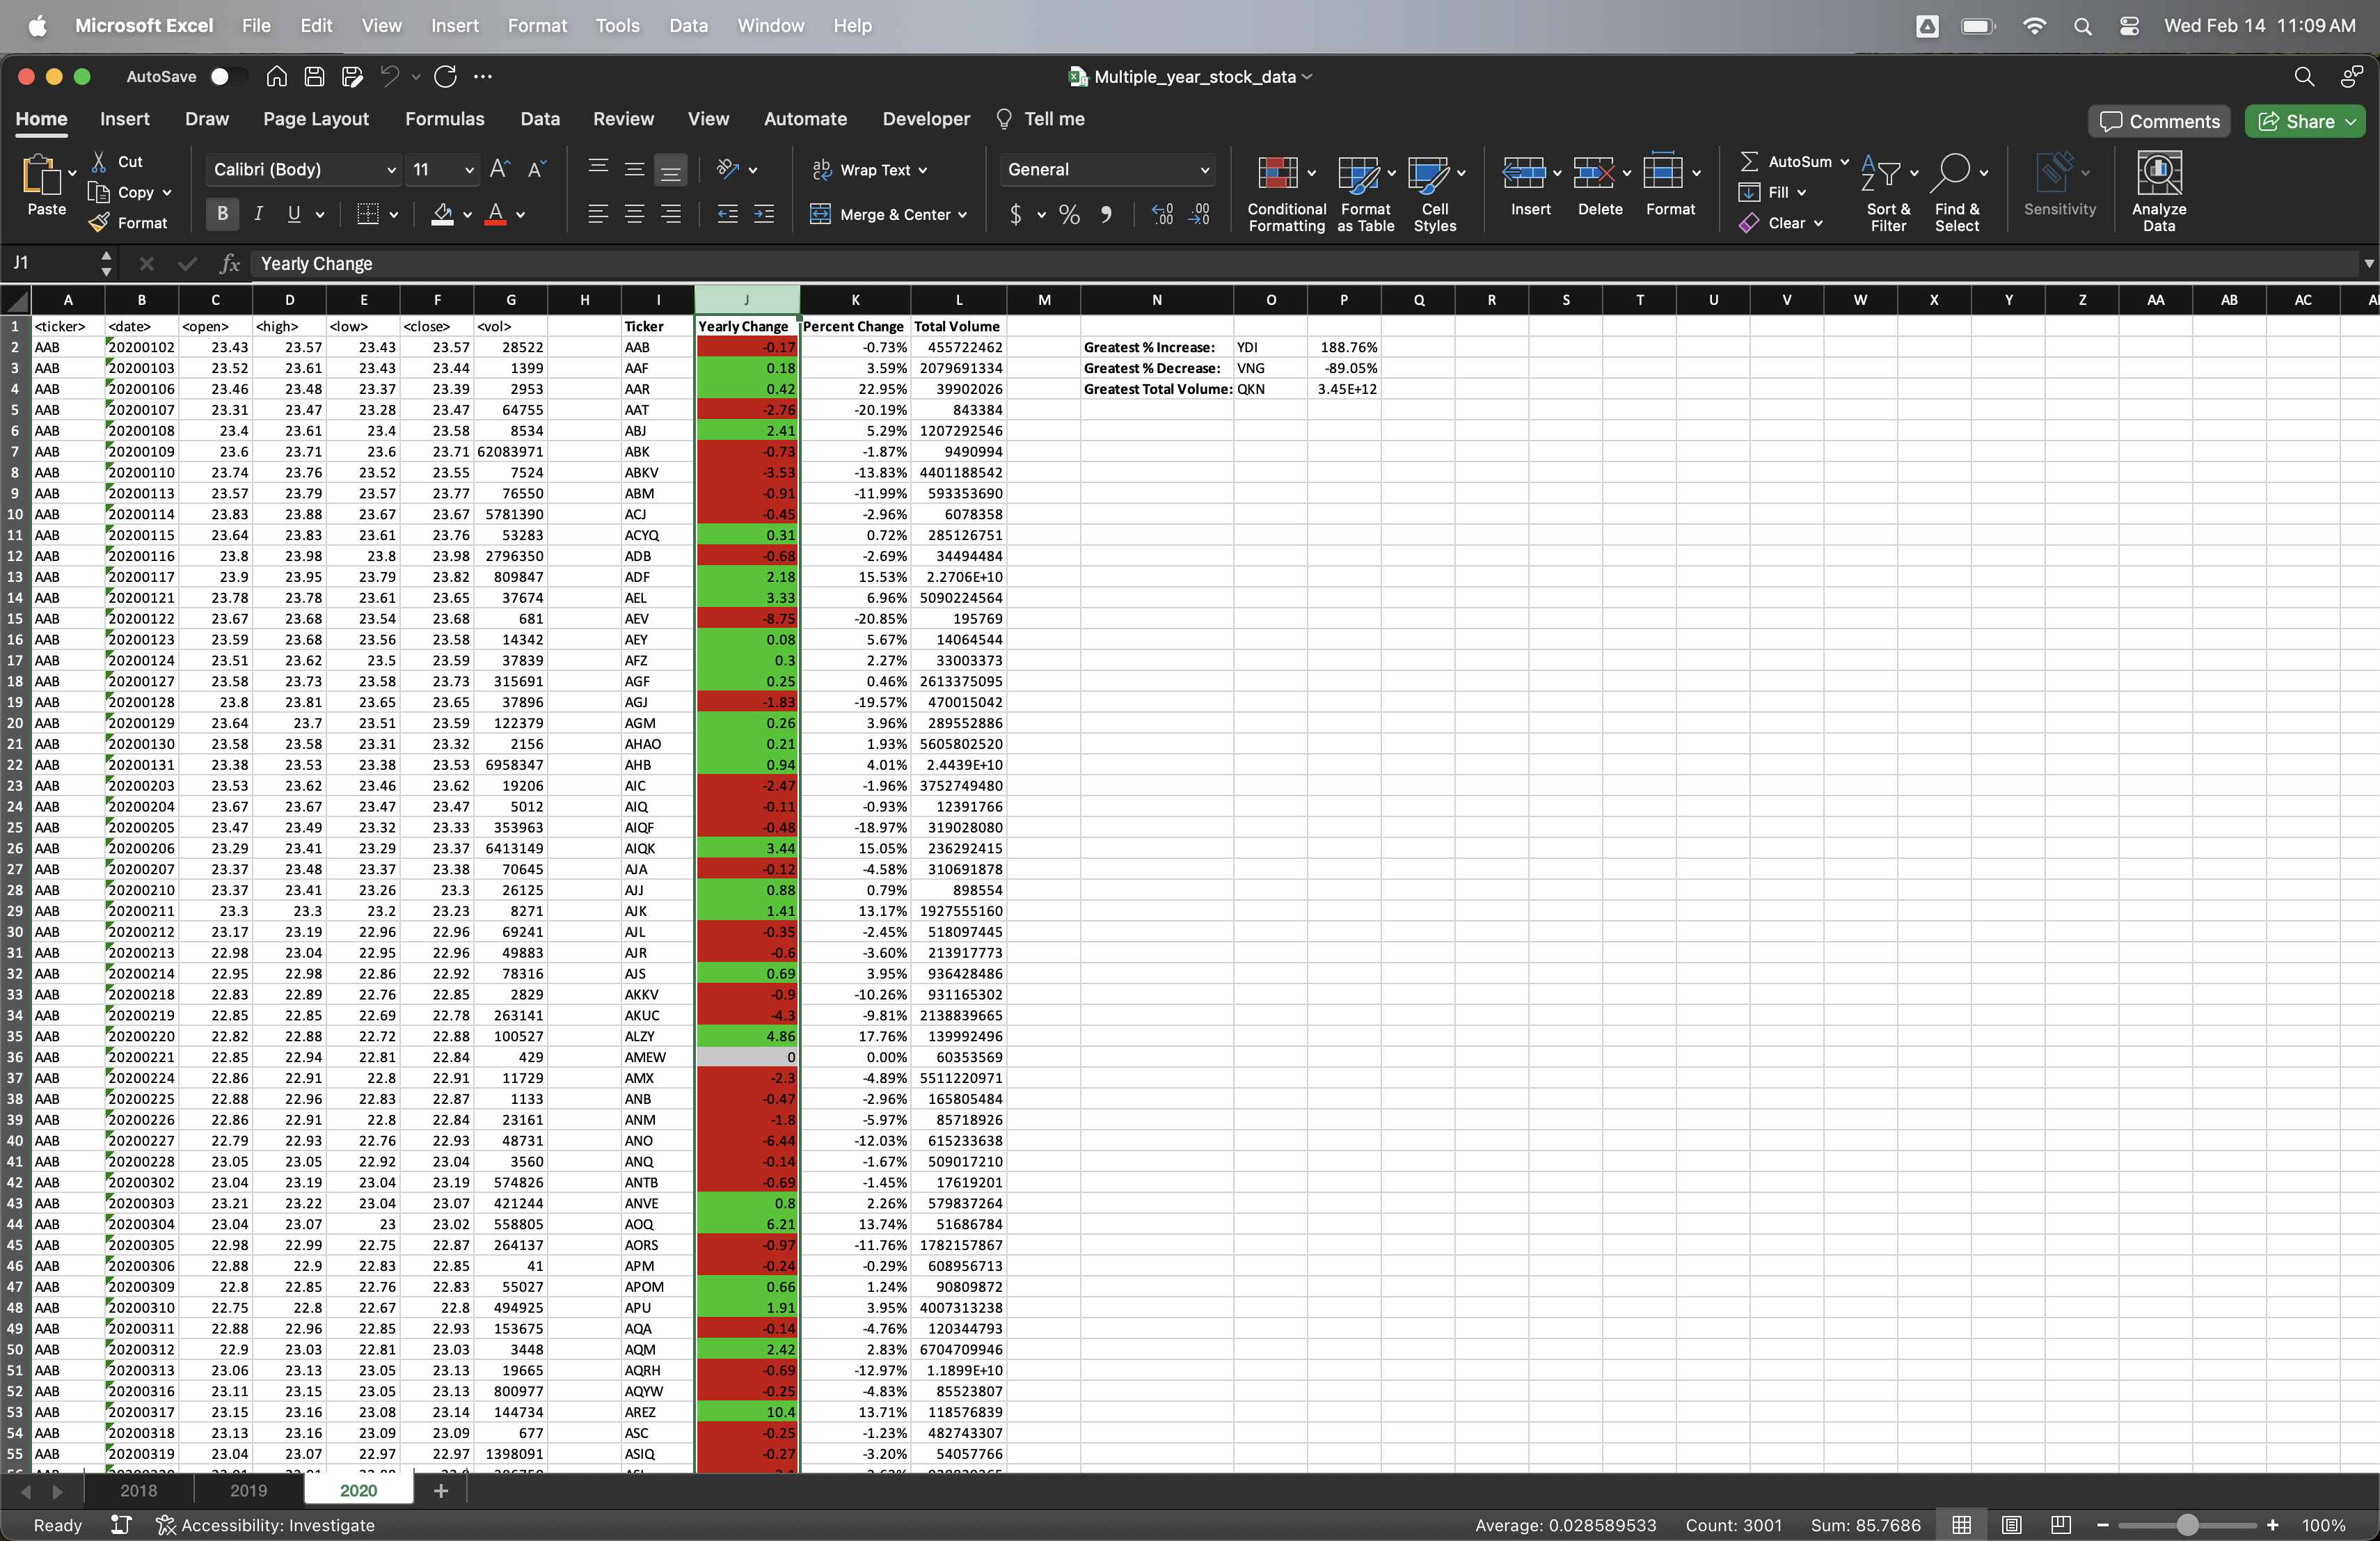 Microsoft Excel File Edit View Insert Format Tools Data Window Help Wed Feb 14 11:09 AM
AutoSave Multiple_year_stock_data
Home Insert Draw Page Layout Formulas Data Review View Automate Developer Tell me Comments Share
Paste Cut Copy Format
Calibri (Body) 11 Wrap Text General
B I U A Merge & Center $ % 9
Conditional Formatting Format as Table Cell Styles Insert Delete Format
AutoSum Fill Clear Sort & Filter Find & Select Sensitivity Analyze Data
J1 fx Yearly Change
A B C D E F G H I J K L M N O P Q R S T U V W X Y Z AA AB AC
1 <ticker> <date> <open> <high> <low> <close> <vol> Ticker Yearly Change Percent Change Total Volume
2 AAB 20200102 23.43 23.57 23.43 23.57 28522 AAB -0.17 -0.73% 455722462 Greatest % Increase: YDI 188.76%
3 AAB 20200103 23.52 23.61 23.43 23.44 1399 AAF 0.18 3.59% 2079691334 Greatest % Decrease: VNG -89.05%
4 AAB 20200106 23.46 23.48 23.37 23.39 2953 AAR 0.42 22.95% 39902026 Greatest Total Volume: QKN 3.45E+12
5 AAB 20200107 23.31 23.47 23.28 23.47 64755 AAT -2.76 -20.19% 843384
6 AAB 20200108 23.4 23.61 23.4 23.58 8534 ABJ 2.41 5.29% 1207292546
7 AAB 20200109 23.6 23.71 23.6 23.71 62083971 ABK -0.73 -1.87% 9490994
8 AAB 20200110 23.74 23.76 23.52 23.55 7524 ABKV -3.53 -13.83% 4401188542
9 AAB 20200113 23.57 23.79 23.57 23.77 76550 ABM -0.91 -11.99% 593353690
10 AAB 20200114 23.83 23.88 23.67 23.67 5781390 ACJ -0.45 -2.96% 6078358
11 AAB 20200115 23.64 23.83 23.61 23.76 53283 ACYQ 0.31 0.72% 285126751
12 AAB 20200116 23.8 23.98 23.8 23.98 2796350 ADB -0.68 -2.69% 34494484
13 AAB 20200117 23.9 23.95 23.79 23.82 809847 ADF 2.18 15.53% 2.2706E+10
14 AAB 20200121 23.78 23.78 23.61 23.65 37674 AEL 3.33 6.96% 5090224564
15 AAB 20200122 23.67 23.68 23.54 23.68 681 AEV -8.75 -20.85% 195769
16 AAB 20200123 23.59 23.68 23.56 23.58 14342 AEY 0.08 5.67% 14064544
17 AAB 20200124 23.51 23.62 23.5 23.59 37839 AFZ 0.3 2.27% 33003373
18 AAB 20200127 23.58 23.73 23.58 23.73 315691 AGF 0.25 0.46% 2613375095
19 AAB 20200128 23.8 23.81 23.65 23.65 37896 AGJ -1.83 -19.57% 470015042
20 AAB 20200129 23.64 23.7 23.51 23.59 122379 AGM 0.26 3.96% 289552886
21 AAB 20200130 23.58 23.58 23.31 23.32 2156 AHAO 0.21 1.93% 5605802520
22 AAB 20200131 23.38 23.53 23.38 23.53 6958347 AHB 0.94 4.01% 2.4439E+10
23 AAB 20200203 23.53 23.62 23.46 23.62 19206 AIC -2.47 -1.96% 3752749480
24 AAB 20200204 23.67 23.67 23.47 23.47 5012 AIQ -0.11 -0.93% 12391766
25 AAB 20200205 23.47 23.49 23.32 23.33 353963 AIQF -0.48 -18.97% 319028080
26 AAB 20200206 23.29 23.41 23.29 23.37 6413149 AIQK 3.44 15.05% 236292415
27 AAB 20200207 23.37 23.48 23.37 23.38 70645 AJA -0.12 -4.58% 310691878
28 AAB 20200210 23.37 23.41 23.26 23.3 26125 AJJ 0.88 0.79% 898554
29 AAB 20200211 23.3 23.3 23.2 23.23 8271 AJK 1.41 13.17% 1927555160
30 AAB 20200212 23.17 23.19 22.96 22.96 69241 AJL -0.35 -2.45% 518097445
31 AAB 20200213 22.98 23.04 22.95 22.96 49883 AJR -0.6 -3.60% 213917773
32 AAB 20200214 22.95 22.98 22.86 22.92 78316 AJS 0.69 3.95% 936428486
33 AAB 20200218 22.83 22.89 22.76 22.85 2829 AKKV -0.9 -10.26% 931165302
34 AAB 20200219 22.85 22.85 22.69 22.78 263141 AKUC -4.3 -9.81% 2138839665
35 AAB 20200220 22.82 22.88 22.72 22.88 100527 ALZY 4.86 17.76% 139992496
36 AAB 20200221 22.85 22.94 22.81 22.84 429 AMEW 0 0.00% 60353569
37 AAB 20200224 22.86 22.91 22.8 22.91 11729 AMX -2.3 -4.89% 5511220971
38 AAB 20200225 22.88 22.96 22.83 22.87 1133 ANB -0.47 -2.96% 165805484
39 AAB 20200226 22.86 22.91 22.8 22.84 23161 ANM -1.8 -5.97% 85718926
40 AAB 20200227 22.79 22.93 22.76 22.93 48731 ANO -6.44 -12.03% 615233638
41 AAB 20200228 23.05 23.05 22.92 23.04 3560 ANQ -0.14 -1.67% 509017210
42 AAB 20200302 23.04 23.19 23.04 23.19 574826 ANTB -0.69 -1.45% 17619201
43 AAB 20200303 23.21 23.22 23.04 23.07 421244 ANVE 0.8 2.26% 579837264
44 AAB 20200304 23.04 23.07 23 23.02 558805 AOQ 6.21 13.74% 51686784
45 AAB 20200305 22.98 22.99 22.75 22.87 264137 AORS -0.97 -11.76% 1782157867
46 AAB 20200306 22.88 22.9 22.83 22.85 41 APM -0.24 -0.29% 608956713
47 AAB 20200309 22.8 22.85 22.76 22.83 55027 APOM 0.66 1.24% 90809872
48 AAB 20200310 22.75 22.8 22.67 22.8 494925 APU 1.91 3.95% 4007313238
49 AAB 20200311 22.88 22.96 22.85 22.93 153675 AQA -0.14 -4.76% 120344793
50 AAB 20200312 22.9 23.03 22.81 23.03 3448 AQM 2.42 2.83% 6704709946
51 AAB 20200313 23.06 23.13 23.05 23.13 19665 AQRH -0.69 -12.97% 1.1899E+10
52 AAB 20200316 23.11 23.15 23.05 23.13 800977 AQYW -0.25 -4.83% 85523807
53 AAB 20200317 23.15 23.16 23.08 23.14 144734 AREZ 10.4 13.71% 118576839
54 AAB 20200318 23.13 23.16 23.09 23.09 677 ASC -0.25 -1.23% 482743307
55 AAB 20200319 23.04 23.07 22.97 22.97 1398091 ASIQ -0.27 -3.20% 54057766
2018 2019 2020 +
Ready Accessibility: Investigate Average: 0.028589533 Count: 3001 Sum: 85.7686 100%